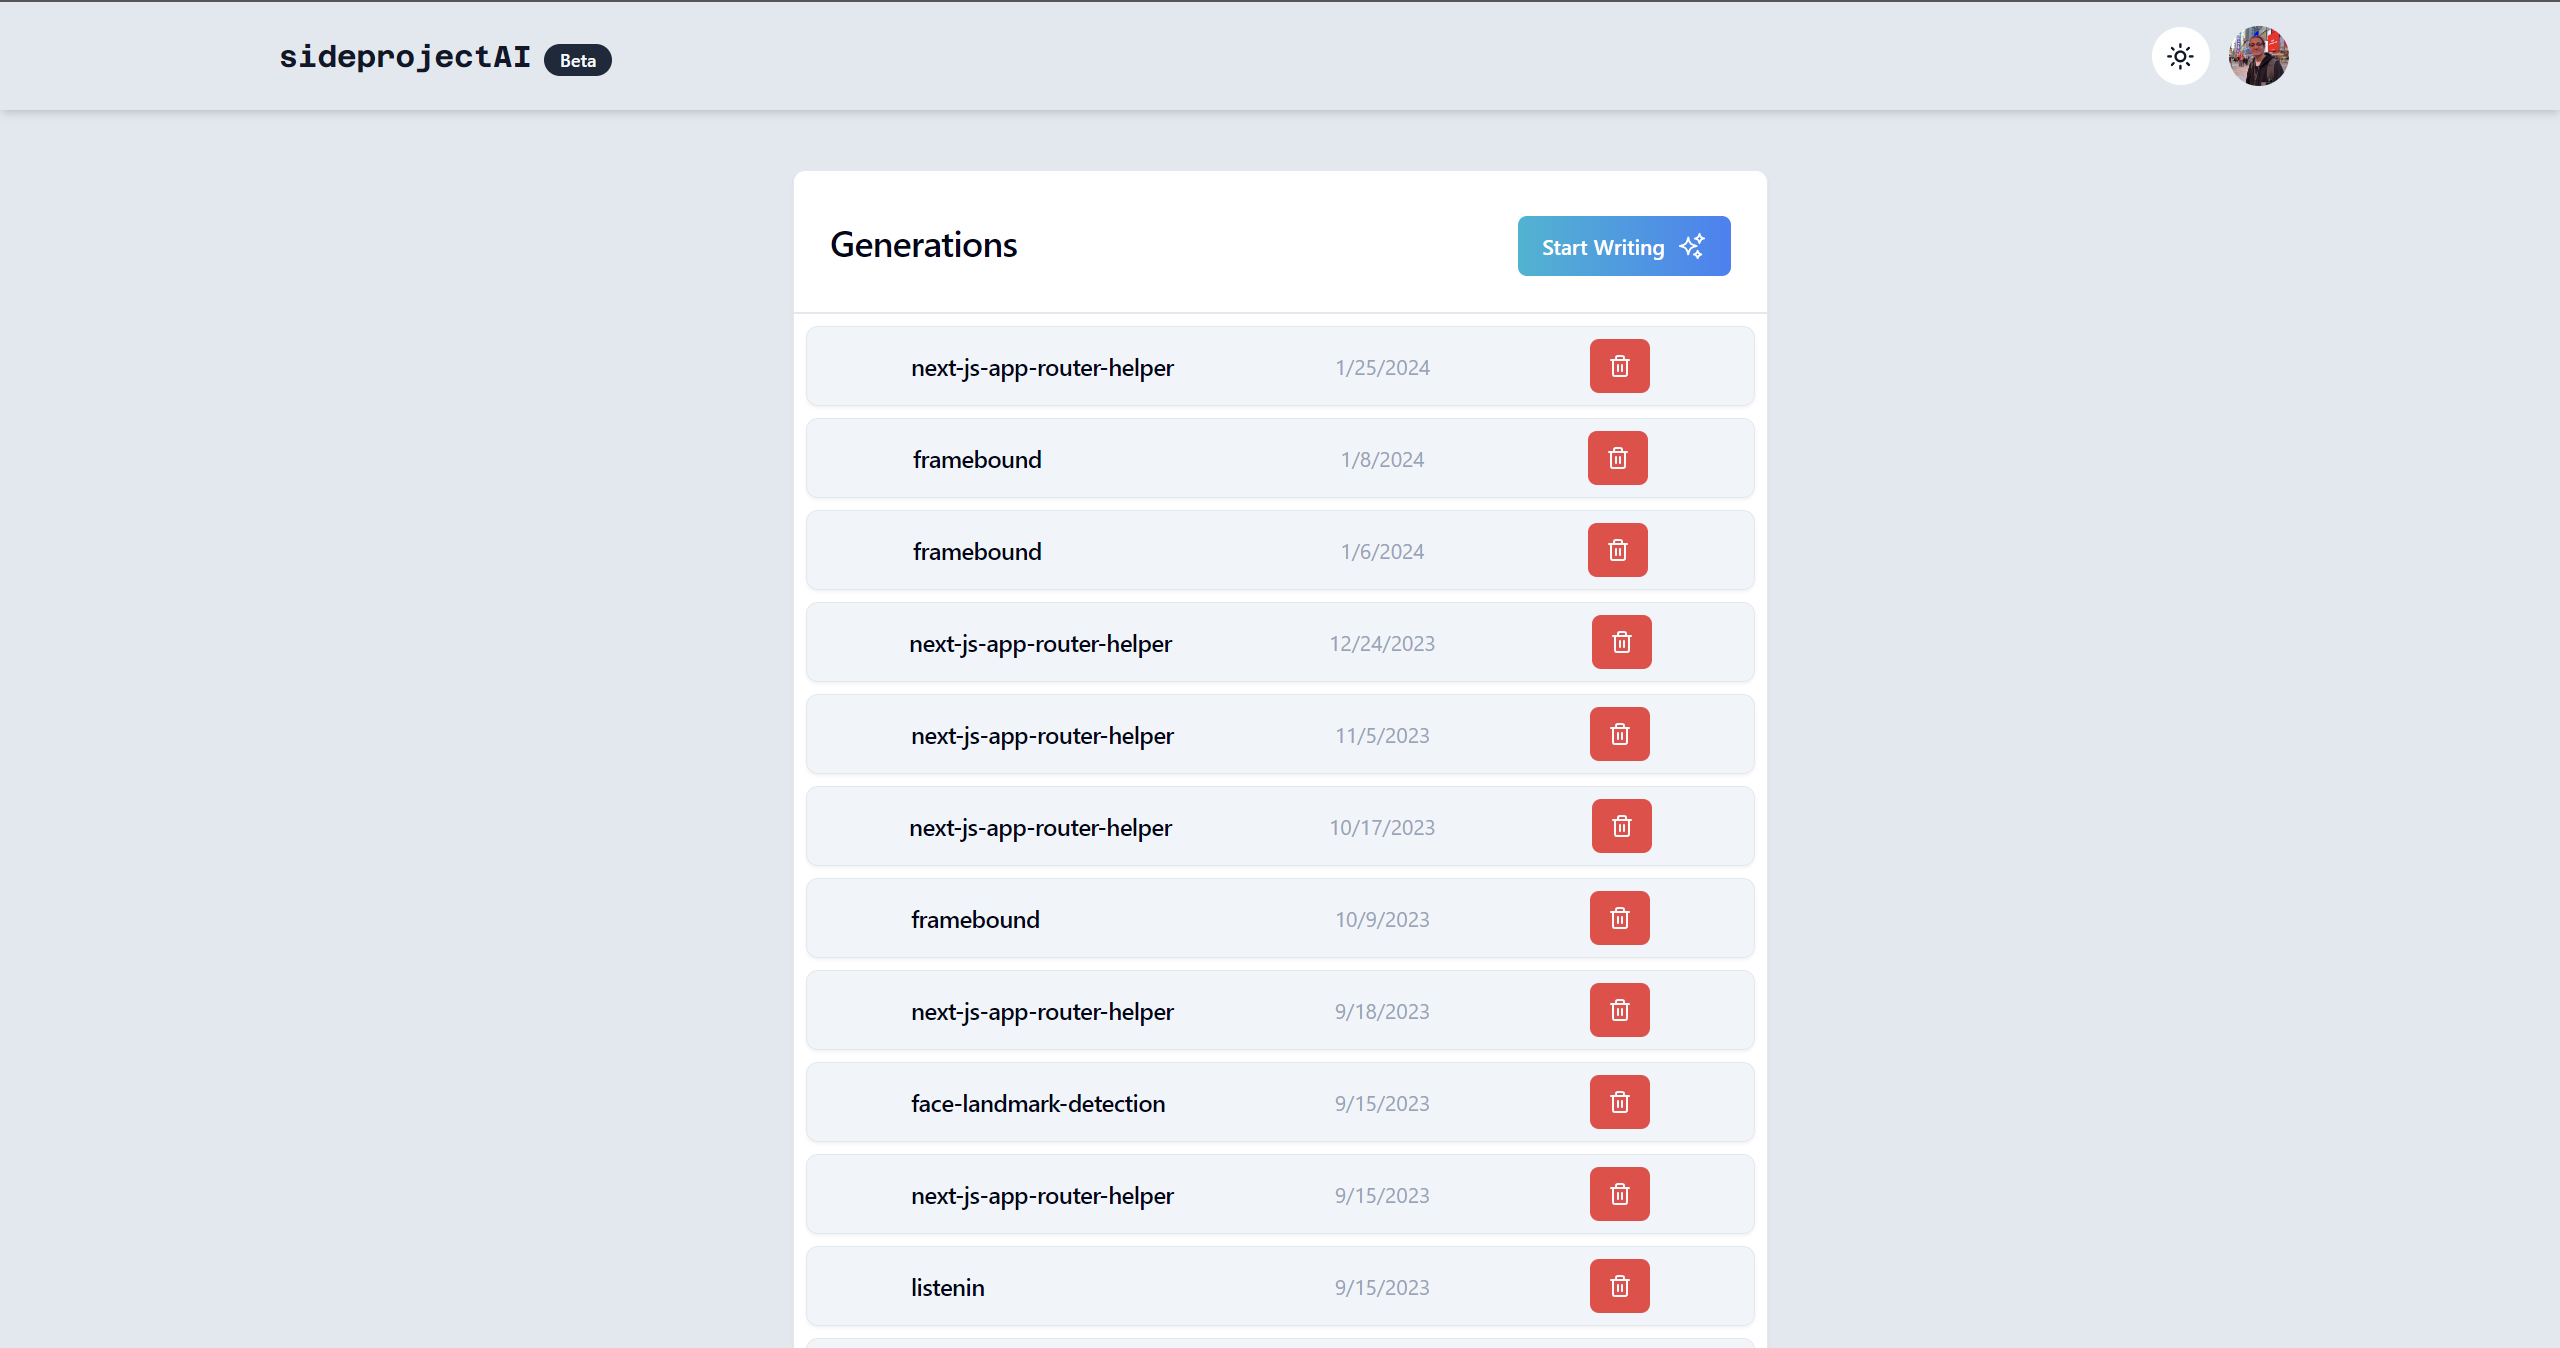 sideprojectAI Beta
Generations
Start Writing
next-js-app-router-helper 1/25/2024
framebound 1/8/2024
framebound 1/6/2024
next-js-app-router-helper 12/24/2023
next-js-app-router-helper 11/5/2023
next-js-app-router-helper 10/17/2023
framebound 10/9/2023
next-js-app-router-helper 9/18/2023
face-landmark-detection 9/15/2023
next-js-app-router-helper 9/15/2023
listenin 9/15/2023